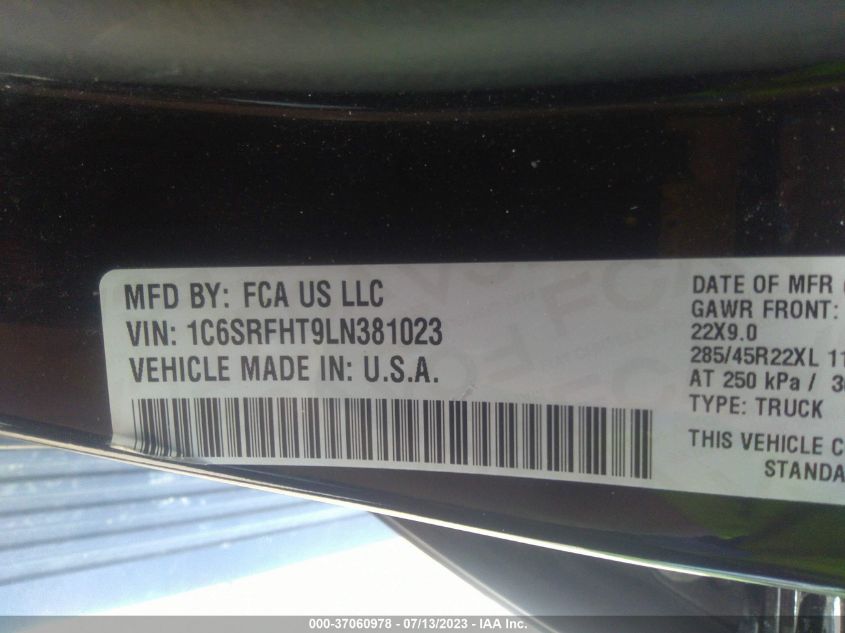 MFD BY: FCA US LLC
VIN: 1C6SRFHT9LN381023
VEHICLE MADE IN: U.S.A.
DATE OF MFR
GAWR FRONT:
22X9.0
285/45R22XL
AT 250 kPa /
TYPE: TRUCK
THIS VEHICLE
000-37060978 - 07/13/2023 - IAA Inc.